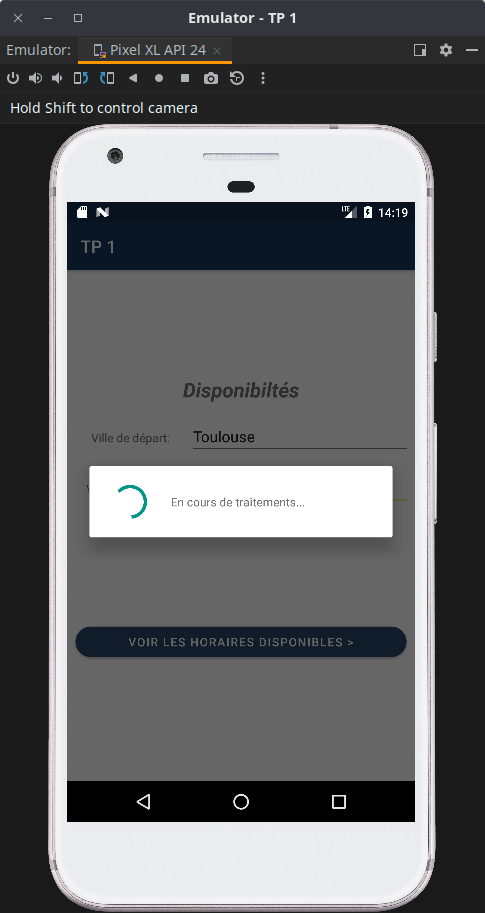 Emulator - TP 1
Emulator: Pixel XL API 24
Hold Shift to control camera
LTE 14:19
TP 1
Disponibiltés
Ville de départ: Toulouse
En cours de traitements...
VOIR LES HORAIRES DISPONIBLES >